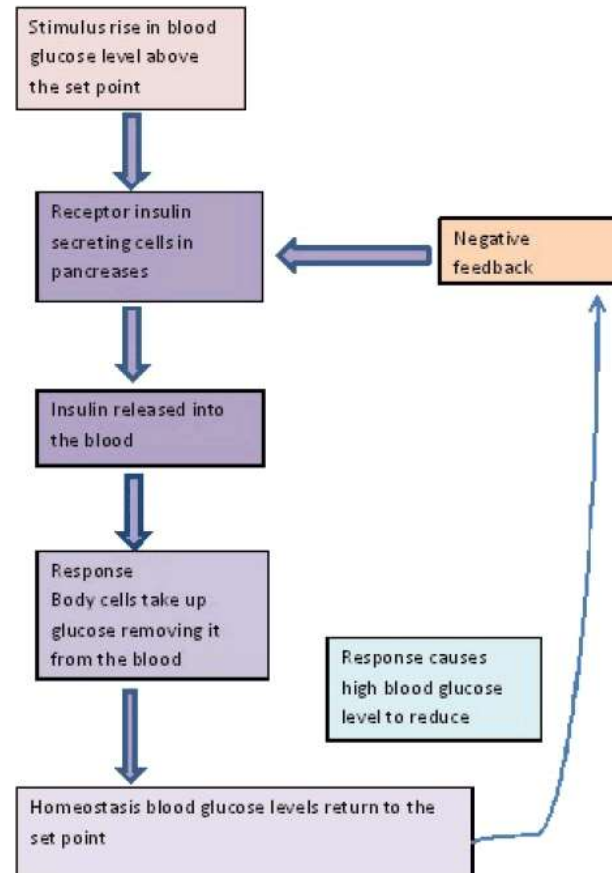 Stimulus rise in blood
glucose level above
the set point
Receptor insulin
secreting cells in
pancreases
Negative
feedback
Insulin released into
the blood
Response
Body cells take up
glucose removing it
from the blood
Response causes
high blood glucose
level to reduce
Homeostasis blood glucose levels return to the
set point